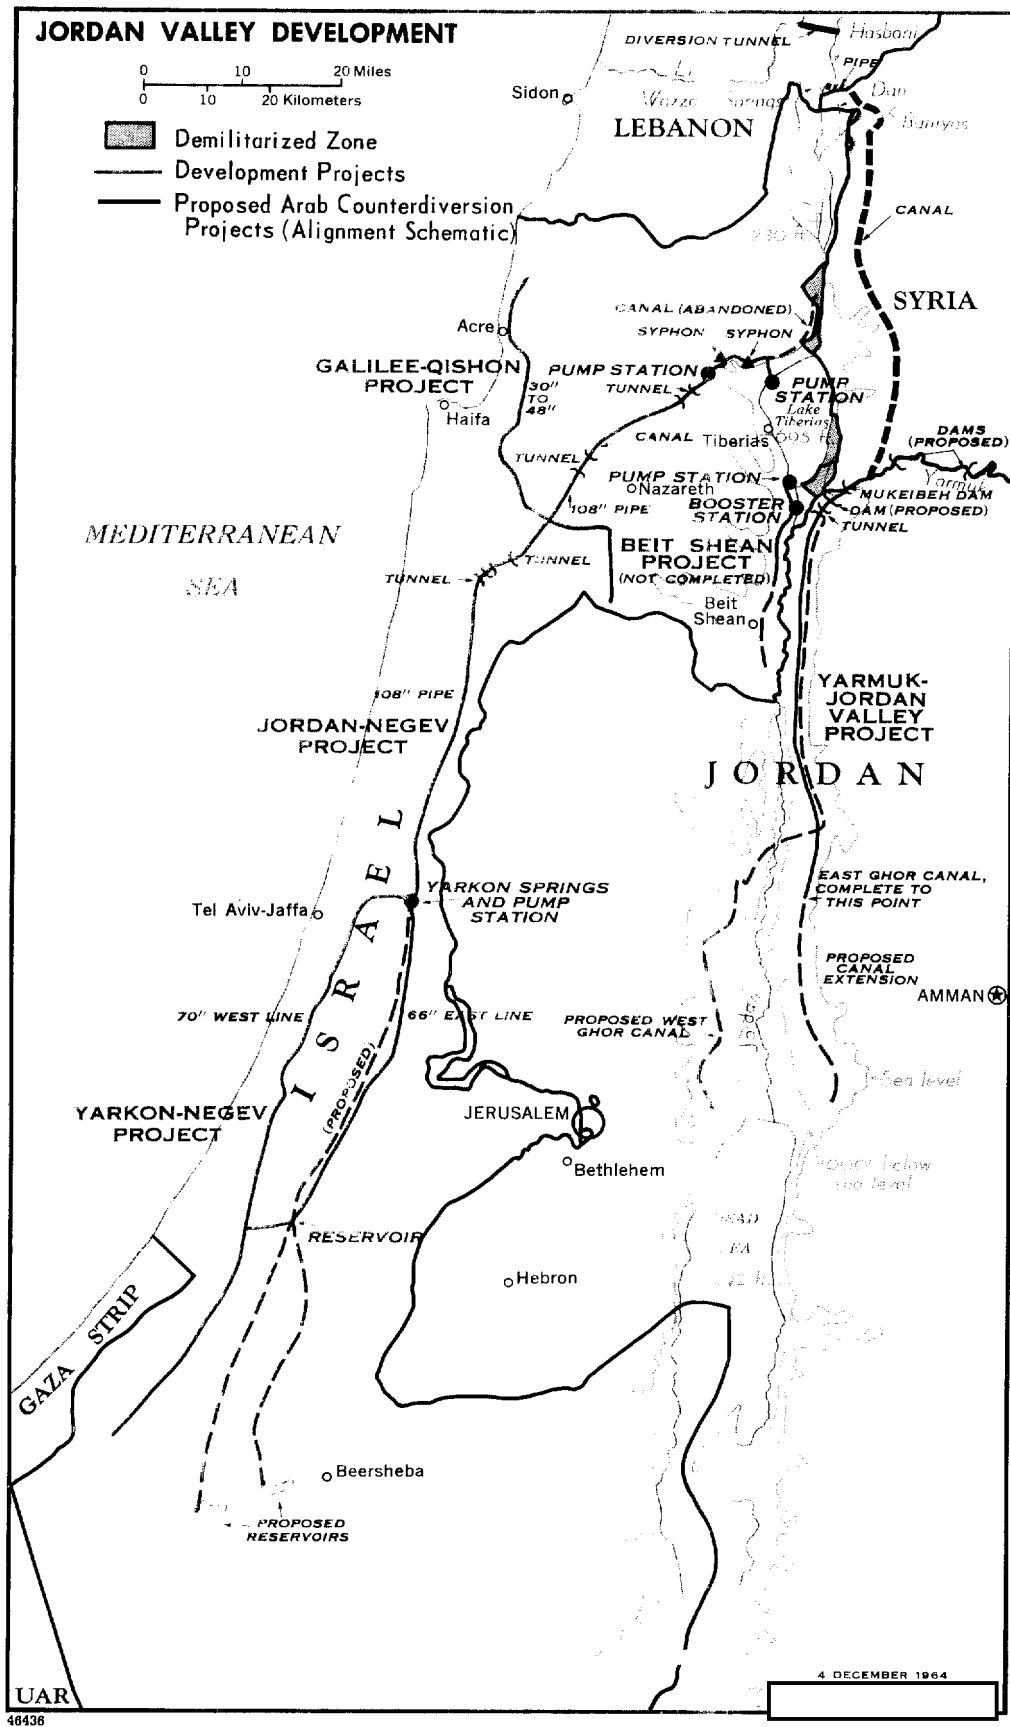 JORDAN VALLEY DEVELOPMENT
0 10 20 Miles
0 10 20 Kilometers
Demilitarized Zone
Development Projects
Proposed Arab Counterdiversion
Projects (Alignment Schematic)
DIVERSION TUNNEL
Hasbani
PIPE
Sidon
Dan
Springs
LEBANON
Baniyas
CANAL
SYRIA
CANAL (ABANDONED)
Acre
SYPHON
SYPHON
GALILEE-QISHON
PROJECT
PUMP STATION
TUNNEL
PUMP
STATION
30"
TO
48"
Haifa
Lake
Tiberias
CANAL
Tiberias
DAMS
(PROPOSED)
TUNNEL
PUMP STATION
Nazareth
Yarmuk
MUKEIBEH DAM
108" PIPE
BOOSTER
STATION
DAM (PROPOSED)
TUNNEL
MEDITERRANEAN
SEA
BEIT SHEAN
PROJECT
(NOT COMPLETED)
TUNNEL
TUNNEL
Beit
Shean
108" PIPE
YARMUK-
JORDAN
VALLEY
PROJECT
JORDAN-NEGEV
PROJECT
JORDAN
ISRAEL
YARKON SPRINGS
AND PUMP
STATION
EAST GHOR CANAL,
COMPLETE TO
THIS POINT
Tel Aviv-Jaffa
PROPOSED
CANAL
EXTENSION
AMMAN
70" WEST LINE
66" EAST LINE
PROPOSED WEST
GHOR CANAL
Jordan
(PROPOSED)
Sea level
YARKON-NEGEV
PROJECT
JERUSALEM
Bethlehem
RESERVOIR
Hebron
GAZA STRIP
Beersheba
PROPOSED
RESERVOIRS
4 DECEMBER 1964
UAR
46436